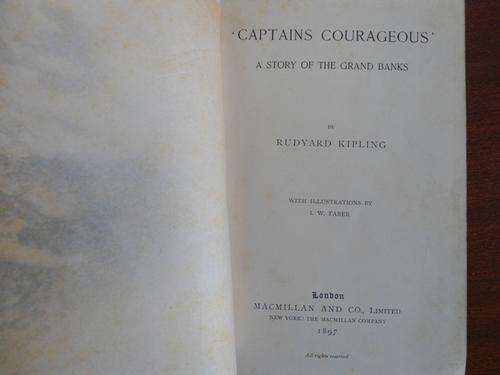 'CAPTAINS COURAGEOUS'
A STORY OF THE GRAND BANKS
BY
RUDYARD KIPLING
WITH ILLUSTRATIONS BY
I. W. TABER
London
MACMILLAN AND CO., LIMITED
NEW YORK: THE MACMILLAN COMPANY
1897
All rights reserved